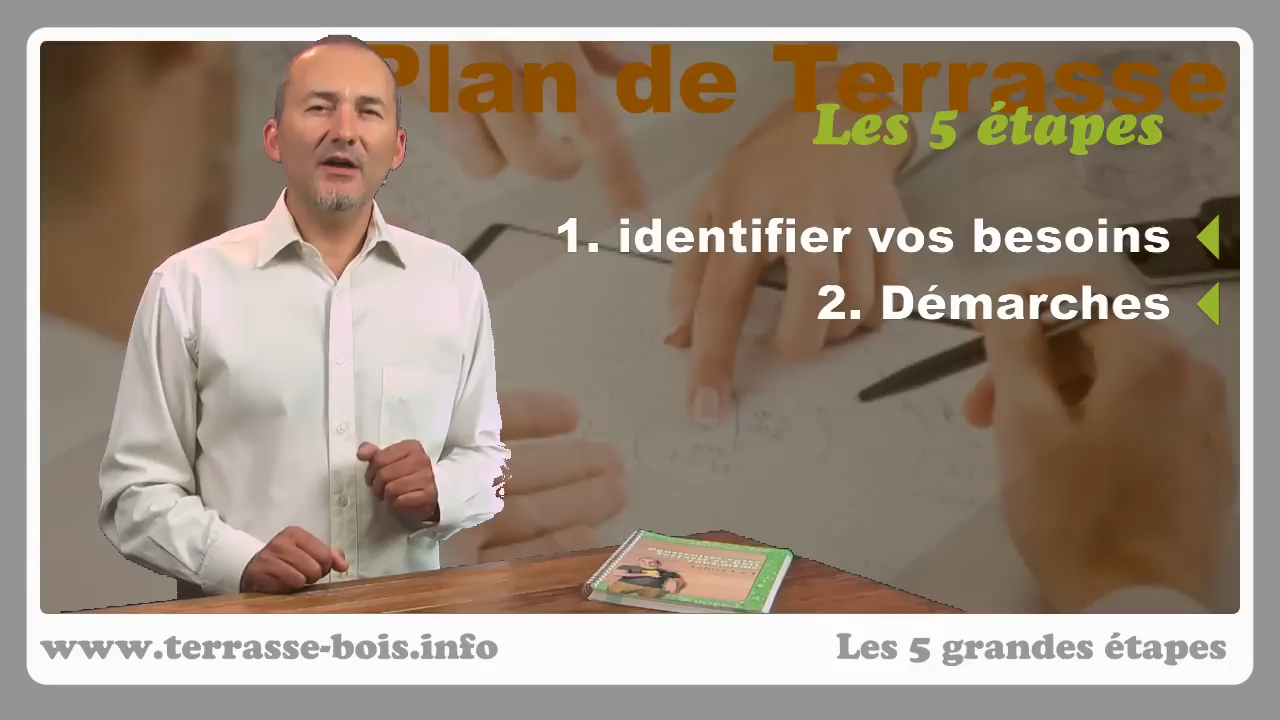 Plan de Terrasse
Les 5 étapes
1. identifier vos besoins
2. Démarches
www.terrasse-bois.info
Les 5 grandes étapes